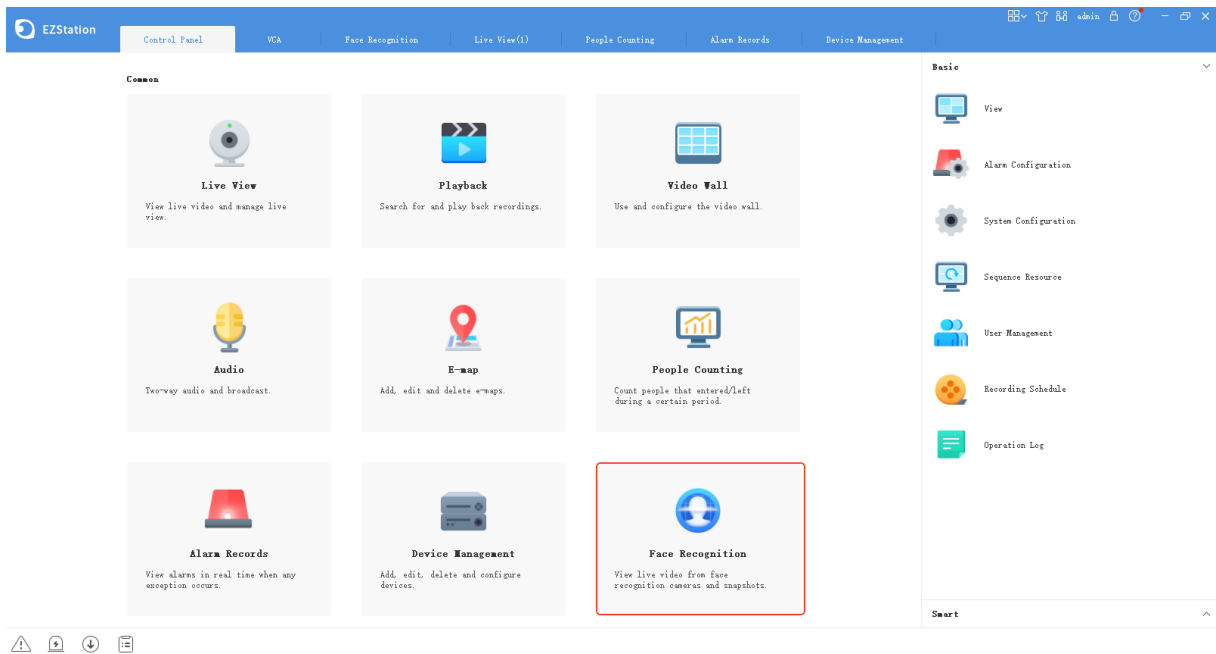 admin
EZStation
Control Panel
VCA
Face Recognition
Live View(1)
People Counting
Alarm Records
Device Management
Common
Live View
View live video and manage live
view.
Playback
Search for and play back recordings.
Video Wall
Use and configure the video wall.
Audio
Two-way audio and broadcast.
E-map
Add, edit and delete e-maps.
People Counting
Count people that entered/left
during a certain period.
Alarm Records
View alarms in real time when any
exception occurs.
Device Management
Add, edit, delete and configure
devices.
Face Recognition
View live video from face
recognition cameras and snapshots.
Basic
View
Alarm Configuration
System Configuration
Sequence Resource
User Management
Recording Schedule
Operation Log
Smart